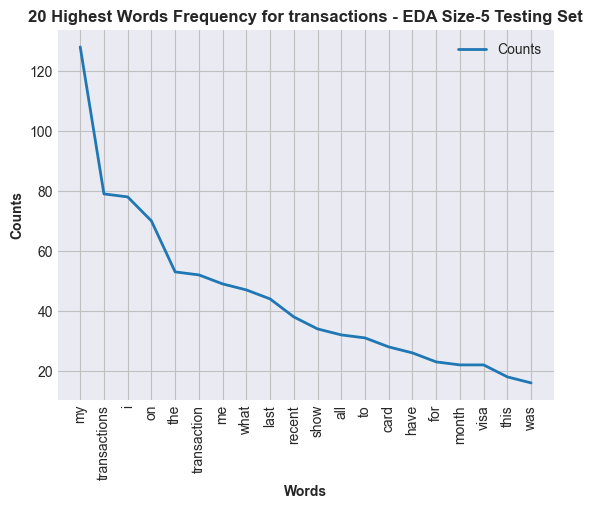 20 Highest Words Frequency for transactions - EDA Size-5 Testing Set
Counts
120
100
80
60
40
20
Counts
my
transactions
i
on
the
transaction
me
what
last
recent
show
all
to
card
have
for
month
visa
this
was
Words